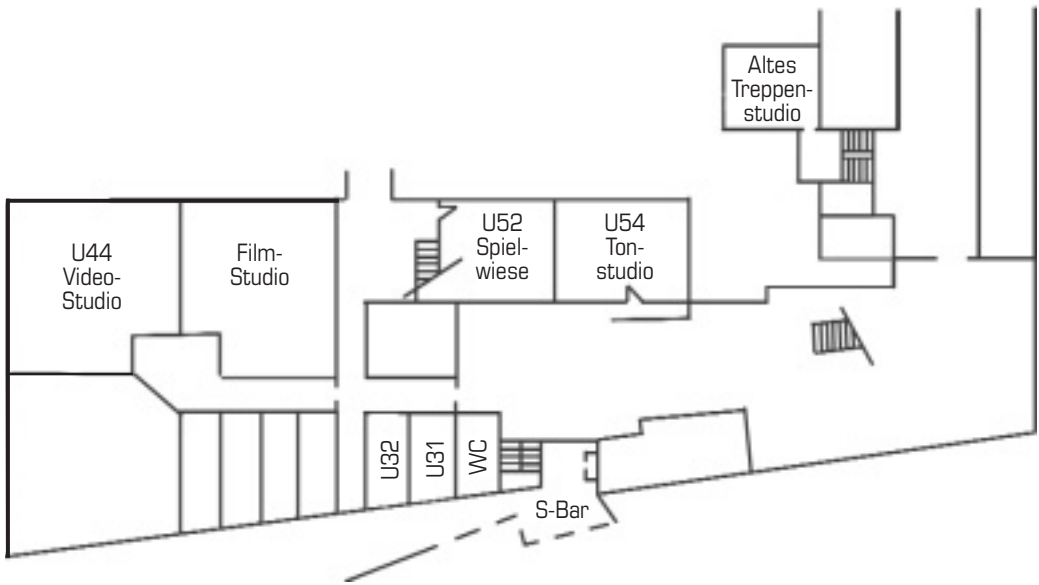 Altes
Treppen-
studio
U44
Video-
Studio
Film-
Studio
U52
Spiel-
wiese
U54
Ton-
studio
U32
U31
WC
S-Bar